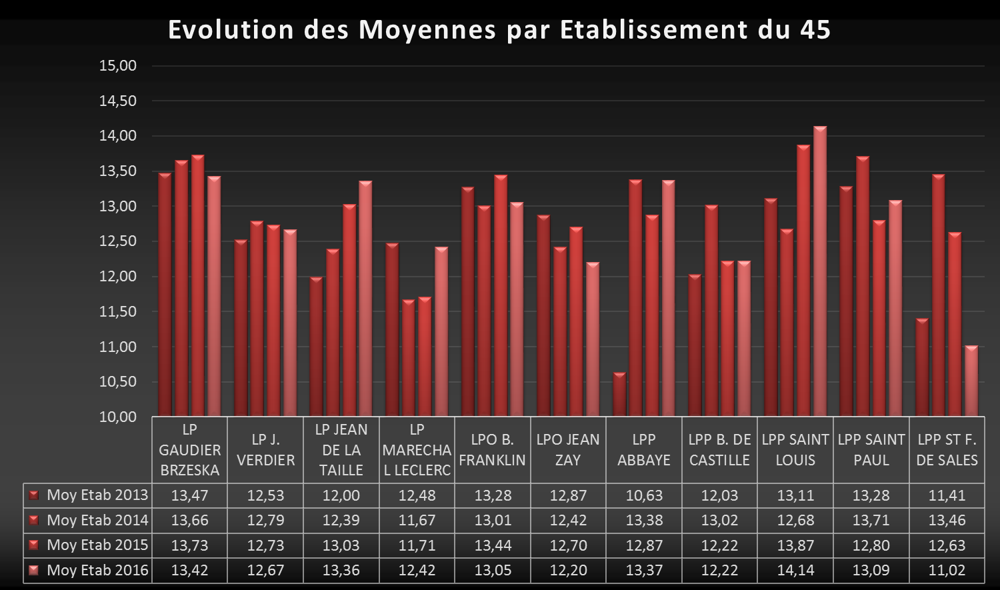 Evolution des Moyennes par Etablissement du 45
15,00
14,50
14,00
13,50
13,00
12,50
12,00
11,50
11,00
10,50
10,00
LP
GAUDIER
BRZESKA
LP J.
VERDIER
LP JEAN
DE LA
TAILLE
LP
MARECHA
L LECLERC
LPO B.
FRANKLIN
LPO JEAN
ZAY
LPP
ABBAYE
LPP B. DE
CASTILLE
LPP SAINT
LOUIS
LPP SAINT
PAUL
LPP ST F.
DE SALES
Moy Etab 2013 13,47 12,53 12,00 12,48 13,28 12,87 10,63 12,03 13,11 13,28 11,41
Moy Etab 2014 13,66 12,79 12,39 11,67 13,01 12,42 13,38 13,02 12,68 13,71 13,46
Moy Etab 2015 13,73 12,73 13,03 11,71 13,44 12,70 12,87 12,22 13,87 12,80 12,63
Moy Etab 2016 13,42 12,67 13,36 12,42 13,05 12,20 13,37 12,22 14,14 13,09 11,02